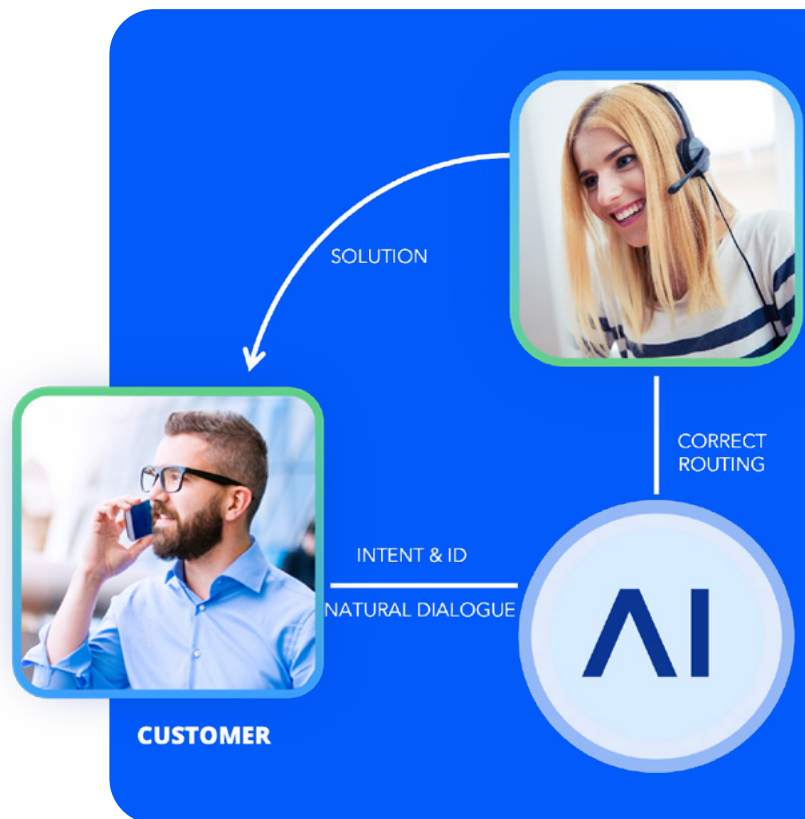 SOLUTION
CORRECT
ROUTING
INTENT & ID
NATURAL DIALOGUE
AI
CUSTOMER